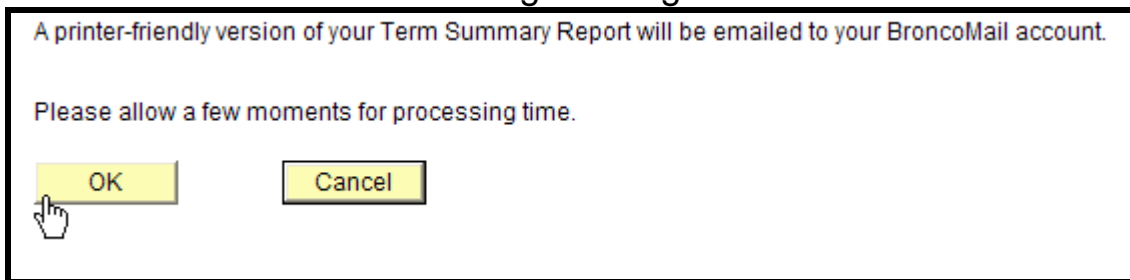 A printer-friendly version of your Term Summary Report will be emailed to your BroncoMail account.
Please allow a few moments for processing time.
OK Cancel